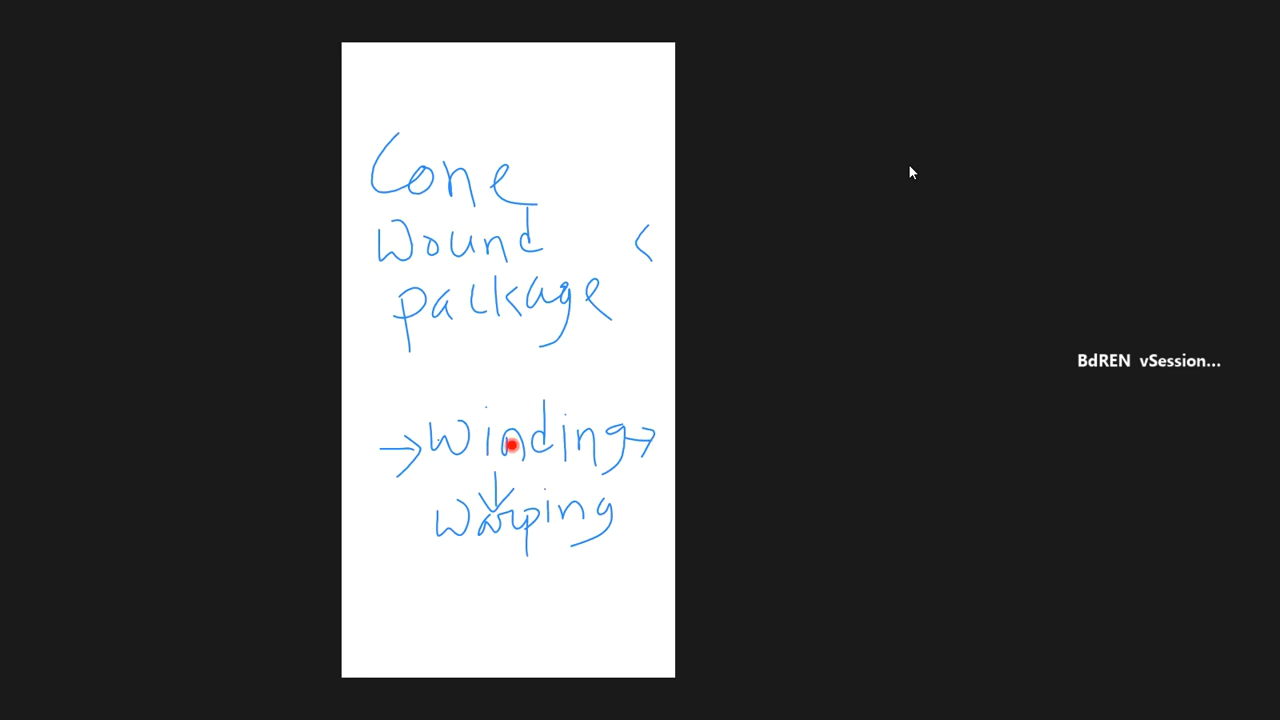 Cone
Wound <
package
→ Winding →
↓
Warping
BdREN vSession...